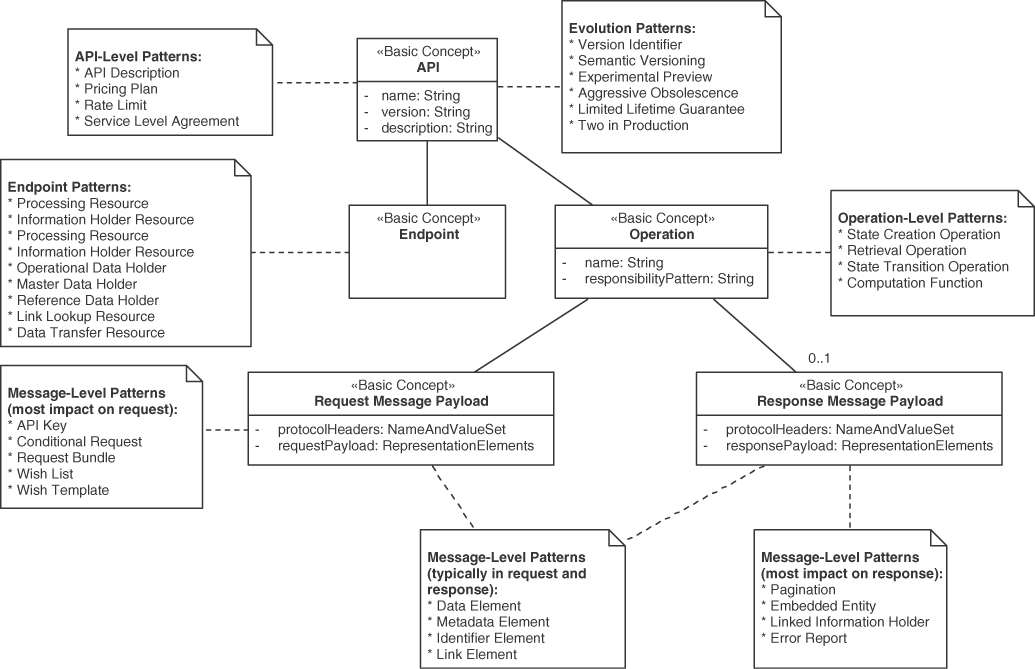 API-Level Patterns:
* API Description
* Pricing Plan
* Rate Limit
* Service Level Agreement
«Basic Concept»
API
- name: String
- version: String
- description: String
Evolution Patterns:
* Version Identifier
* Semantic Versioning
* Experimental Preview
* Aggressive Obsolescence
* Limited Lifetime Guarantee
* Two in Production
Endpoint Patterns:
* Processing Resource
* Information Holder Resource
* Processing Resource
* Information Holder Resource
* Operational Data Holder
* Master Data Holder
* Reference Data Holder
* Link Lookup Resource
* Data Transfer Resource
«Basic Concept»
Endpoint
«Basic Concept»
Operation
- name: String
- responsibilityPattern: String
Operation-Level Patterns:
* State Creation Operation
* Retrieval Operation
* State Transition Operation
* Computation Function
0..1
Message-Level Patterns
(most impact on request):
* API Key
* Conditional Request
* Request Bundle
* Wish List
* Wish Template
«Basic Concept»
Request Message Payload
- protocolHeaders: NameAndValueSet
- requestPayload: RepresentationElements
«Basic Concept»
Response Message Payload
- protocolHeaders: NameAndValueSet
- responsePayload: RepresentationElements
Message-Level Patterns
(typically in request and
response):
* Data Element
* Metadata Element
* Identifier Element
* Link Element
Message-Level Patterns
(most impact on response):
* Pagination
* Embedded Entity
* Linked Information Holder
* Error Report